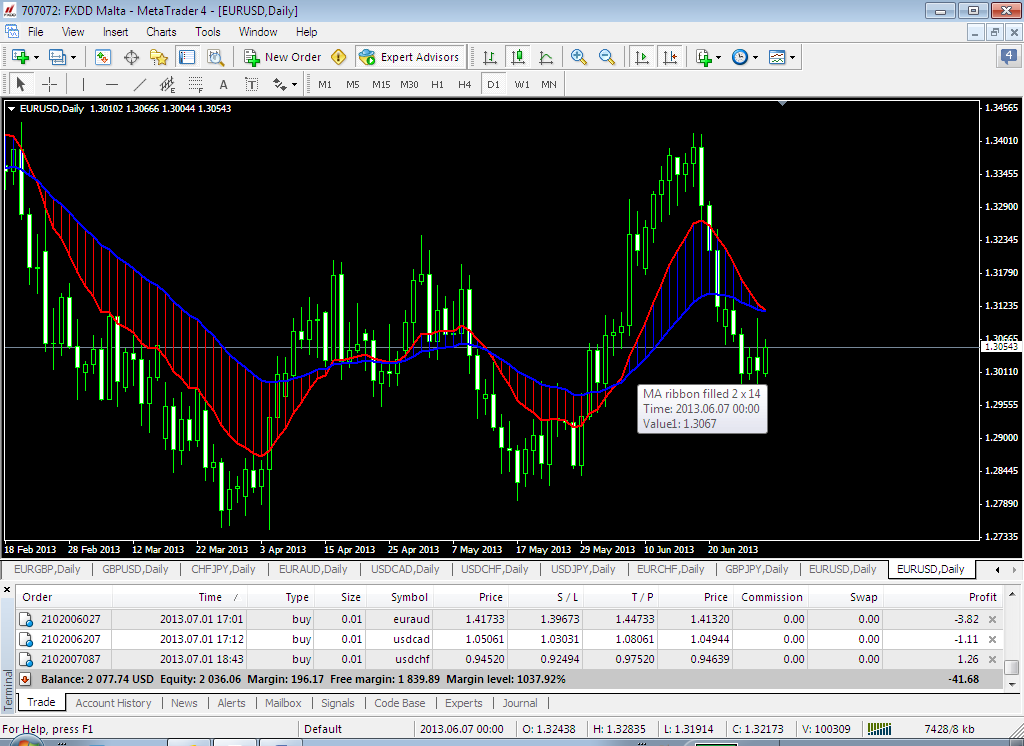 707072: FXDD Malta - MetaTrader 4 - [EURUSD,Daily]
File View Insert Charts Tools Window Help
New Order Expert Advisors 4
A T M1 M5 M15 M30 H1 H4 D1 W1 MN
EURUSD,Daily 1.30102 1.30666 1.30044 1.30543
1.34565
1.34010
1.33455
1.32900
1.32345
1.31790
1.31235
1.30665
1.30543
1.30110
1.29555
1.29000
1.28445
1.27890
1.27335
MA ribbon filled 2 x 14
Time: 2013.06.07 00:00
Value1: 1.3067
18 Feb 2013 28 Feb 2013 12 Mar 2013 22 Mar 2013 3 Apr 2013 15 Apr 2013 25 Apr 2013 7 May 2013 17 May 2013 29 May 2013 10 Jun 2013 20 Jun 2013
EURGBP,Daily GBPUSD,Daily CHFJPY,Daily EURAUD,Daily USDCAD,Daily USDCHF,Daily USDJPY,Daily EURCHF,Daily GBPJPY,Daily EURUSD,Daily EURUSD,Daily
Order Time / Type Size Symbol Price S / L T / P Price Commission Swap Profit
2102006027 2013.07.01 17:01 buy 0.01 euraud 1.41733 1.39673 1.44733 1.41320 0.00 0.00 -3.82
2102006207 2013.07.01 17:12 buy 0.01 usdcad 1.05061 1.03031 1.08061 1.04944 0.00 0.00 -1.11
2102007087 2013.07.01 18:43 buy 0.01 usdchf 0.94520 0.92494 0.97520 0.94639 0.00 0.00 1.26
Balance: 2 077.74 USD Equity: 2 036.06 Margin: 196.17 Free margin: 1 839.89 Margin level: 1037.92% -41.68
Terminal
Trade Account History News Alerts Mailbox Signals Code Base Experts Journal
For Help, press F1 Default 2013.06.07 00:00 O: 1.32438 H: 1.32835 L: 1.31914 C: 1.32173 V: 100309 7428/8 kb